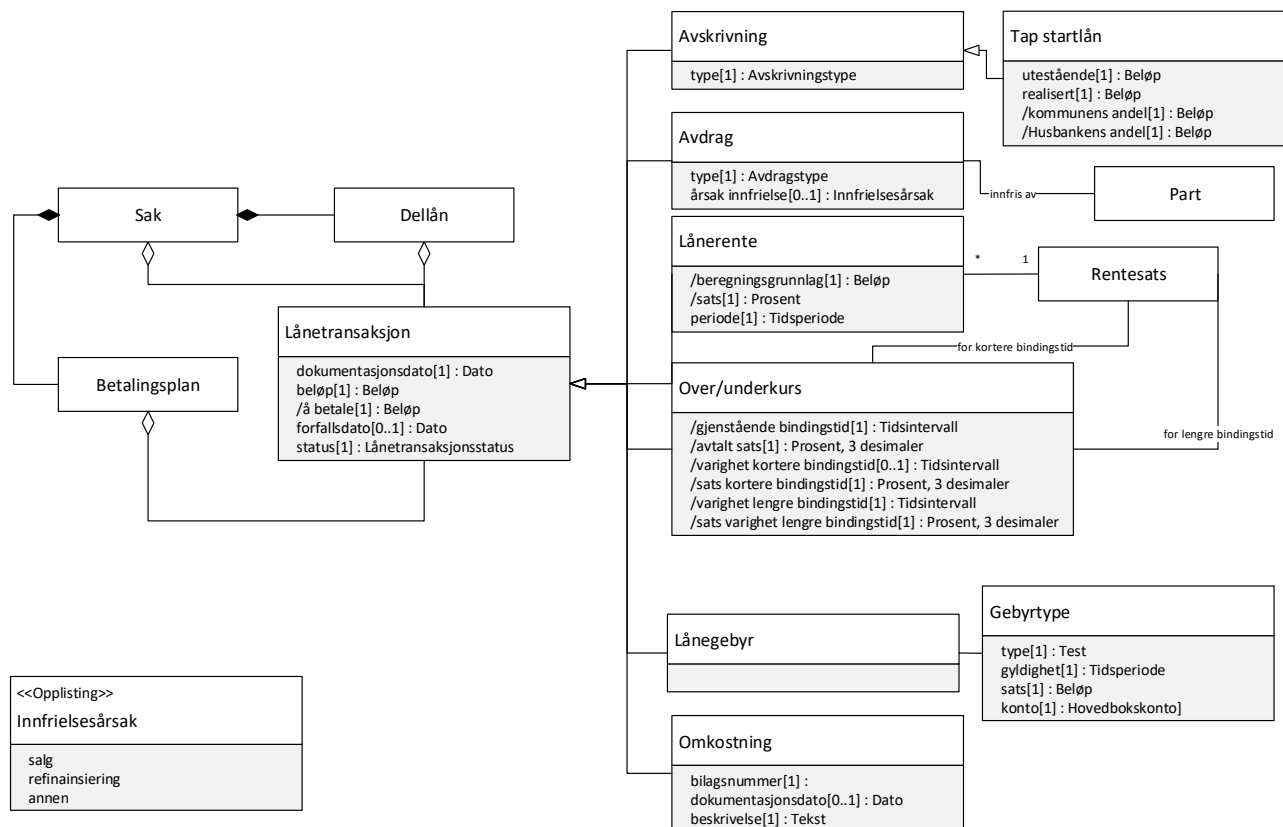 Avskrivning
type[1] : Avskrivningstype
Tap startlån
utestående[1] : Beløp
realisert[1] : Beløp
/kommunens andel[1] : Beløp
/Husbankens andel[1] : Beløp
Avdrag
type[1] : Avdragstype
årsak innfrielse[0..1] : Innfrielsesårsak
innfris av
Part
Sak
Dellån
Lånerente
/beregningsgrunnlag[1] : Beløp
/sats[1] : Prosent
periode[1] : Tidsperiode
*
1
Rentesats
for kortere bindingstid
for lengre bindingstid
Lånetransaksjon
dokumentasjonsdato[1] : Dato
beløp[1] : Beløp
/å betale[1] : Beløp
forfallsdato[0..1] : Dato
status[1] : Lånetransaksjonsstatus
Betalingsplan
Over/underkurs
/gjenstående bindingstid[1] : Tidsintervall
/avtalt sats[1] : Prosent, 3 desimaler
/varighet kortere bindingstid[0..1] : Tidsintervall
/sats kortere bindingstid[1] : Prosent, 3 desimaler
/varighet lengre bindingstid[1] : Tidsintervall
/sats varighet lengre bindingstid[1] : Prosent, 3 desimaler
Lånegebyr
Gebyrtype
type[1] : Test
gyldighet[1] : Tidsperiode
sats[1] : Beløp
konto[1] : Hovedbokskonto]
<<Opplisting>>
Innfrielsesårsak
salg
refinainsiering
annen
Omkostning
bilagsnummer[1] :
dokumentasjonsdato[0..1] : Dato
beskrivelse[1] : Tekst